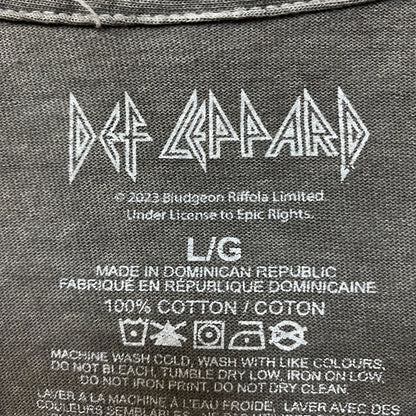 DEF LEPPARD
© 2023 Bludgeon Riffola Limited.
Under License to Epic Rights.
L/G
MADE IN DOMINICAN REPUBLIC
FABRIQUÉ EN RÉPUBLIQUE DOMINICAINE
100% COTTON / COTON
MACHINE WASH COLD, WASH WITH LIKE COLOURS,
DO NOT BLEACH, TUMBLE DRY LOW, IRON ON LOW,
DO NOT IRON PRINT, DO NOT DRY CLEAN.
LAVER A LA MACHINE À L'EAU FROIDE, LAVER AVEC DES
COULEURS SEMBLABLES